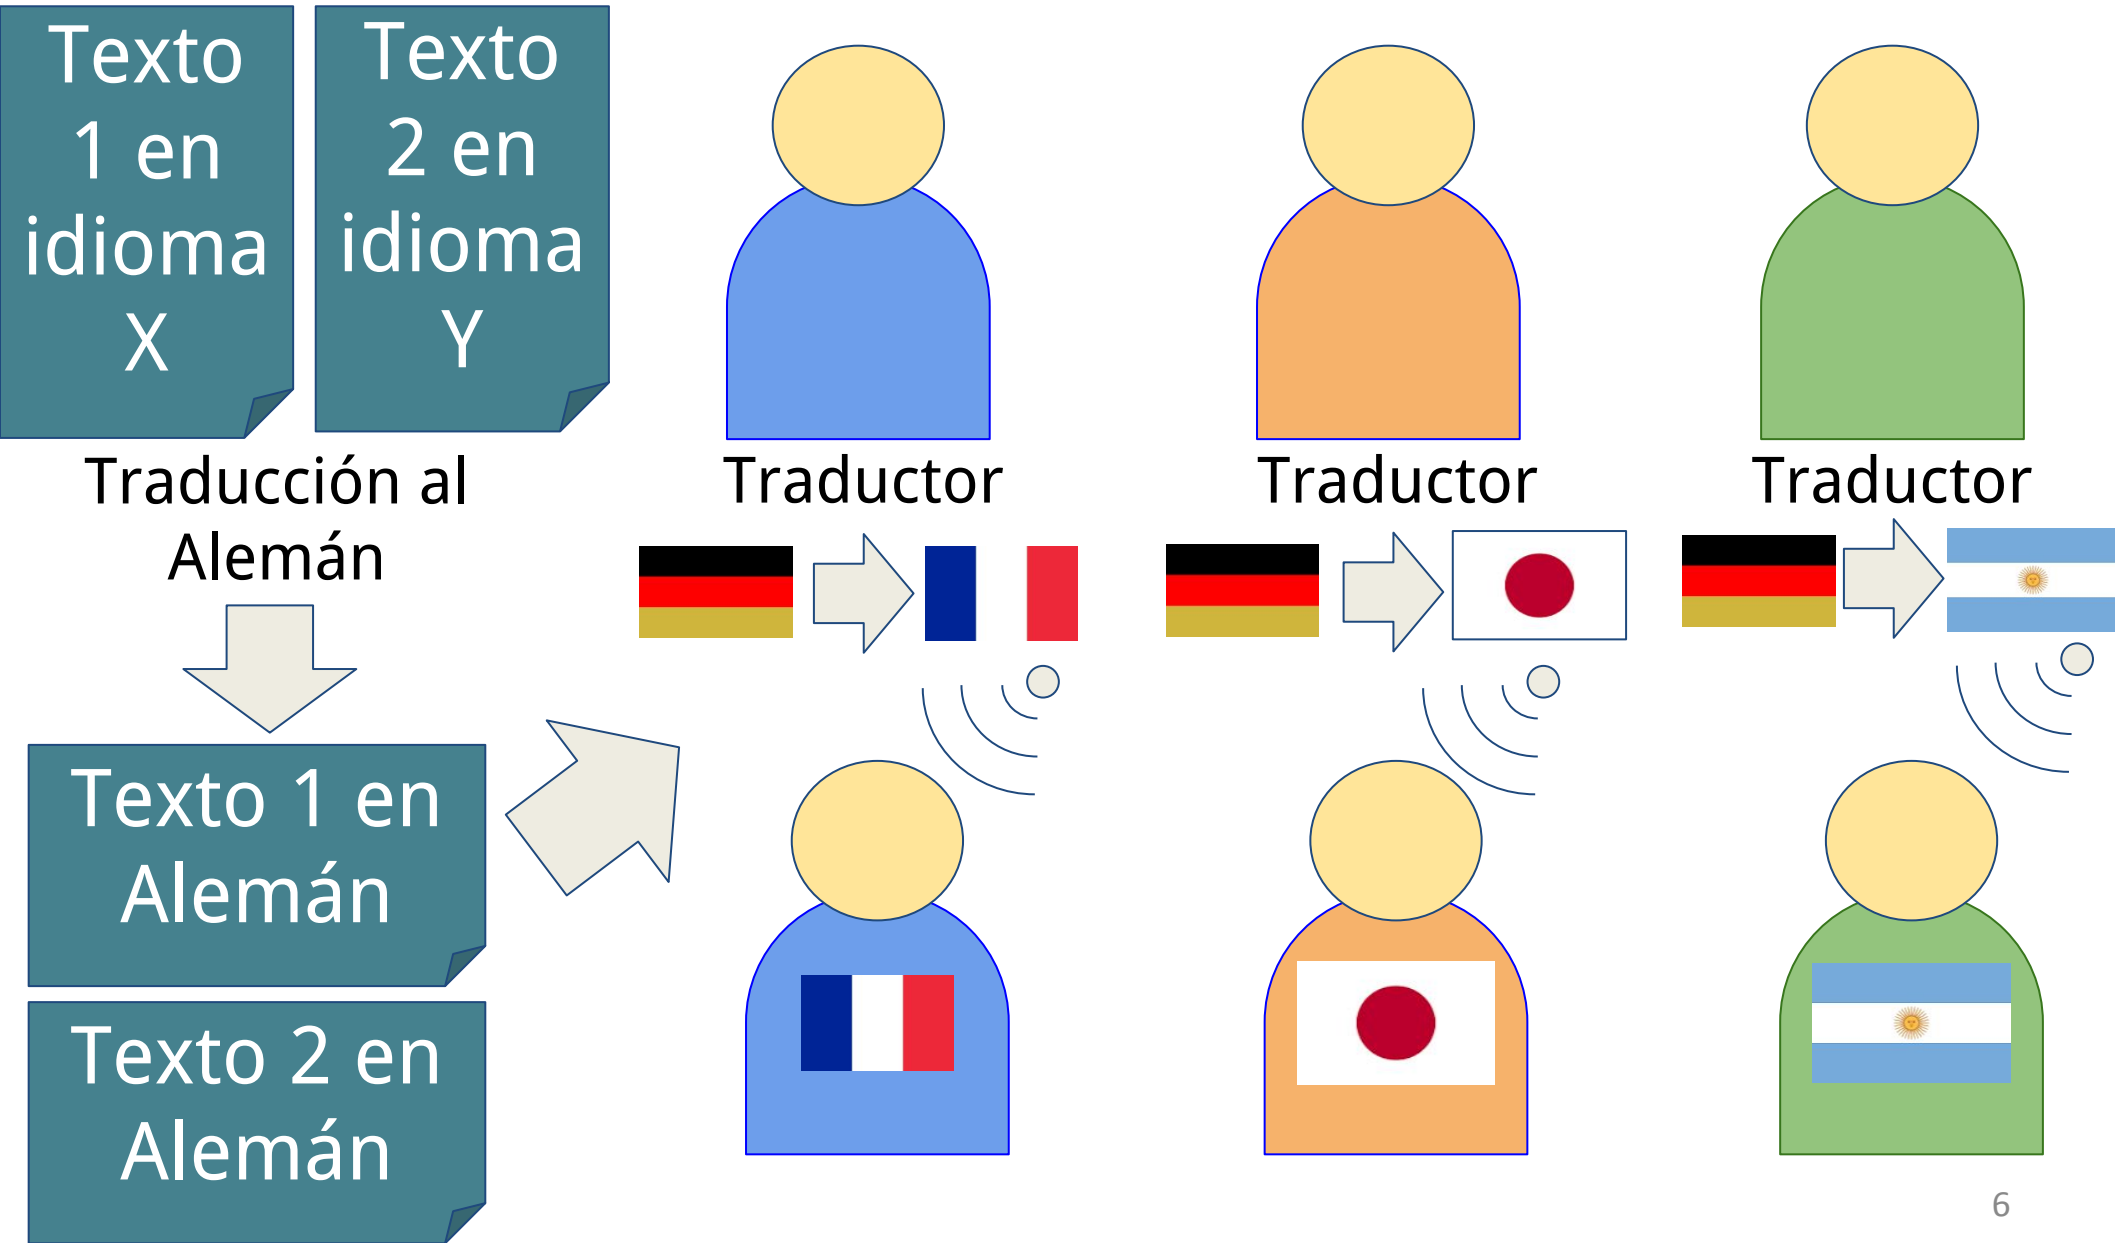 Texto
1 en
idioma
X
Texto
2 en
idioma
Y
Traducción al
Alemán
Traductor
Traductor
Traductor
Texto 1 en
Alemán
Texto 2 en
Alemán
6